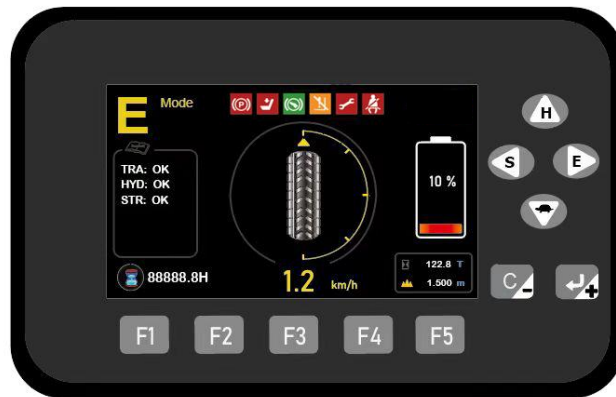 E Mode
P
TRA: OK
HYD: OK
STR: OK
10 %
88888.8H
1.2 km/h
122.8 T
1.500 m
H
S
E
C -
+
F1
F2
F3
F4
F5